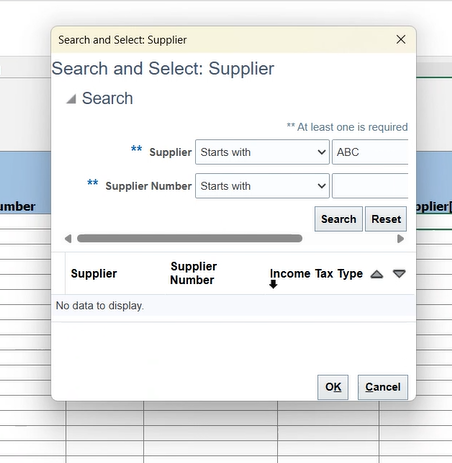 Search and Select: Supplier
Search and Select: Supplier
Search
** At least one is required
** Supplier Starts with ABC
** Supplier Number Starts with
umber
pplier[
Search Reset
Supplier Supplier Number Income Tax Type
No data to display.
OK Cancel